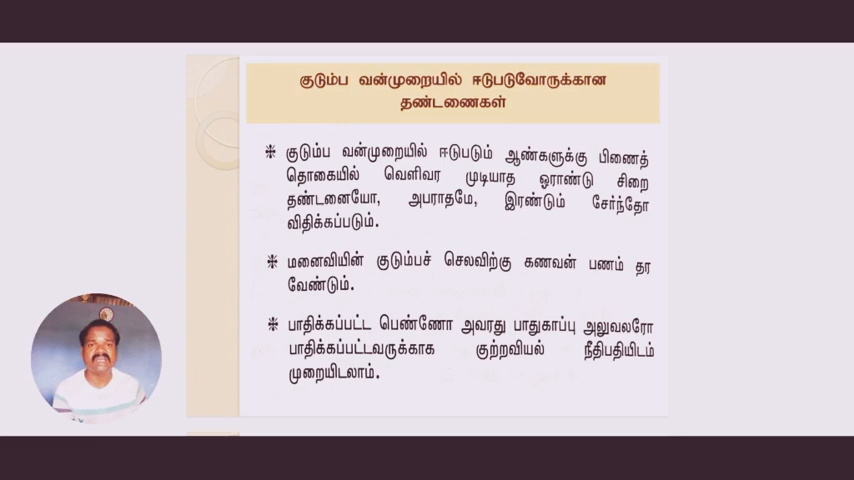 குடும்ப வன்முறையில் ஈடுபடுவோருக்கான
தண்டணைகள்
குடும்ப வன்முறையில் ஈடுபடும் ஆண்களுக்கு பிணைத்
தொகையில் வெளிவர முடியாத ஓராண்டு சிறை
தண்டனையோ, அபராதமே, இரண்டும் சேர்ந்தோ
விதிக்கப்படும்.
மனைவியின் குடும்பச் செலவிற்கு கணவன் பணம் தர
வேண்டும்.
பாதிக்கப்பட்ட பெண்ணோ அவரது பாதுகாப்பு அலுவலரோ
பாதிக்கப்பட்டவருக்காக குற்றவியல் நீதிபதியிடம்
முறையிடலாம்.